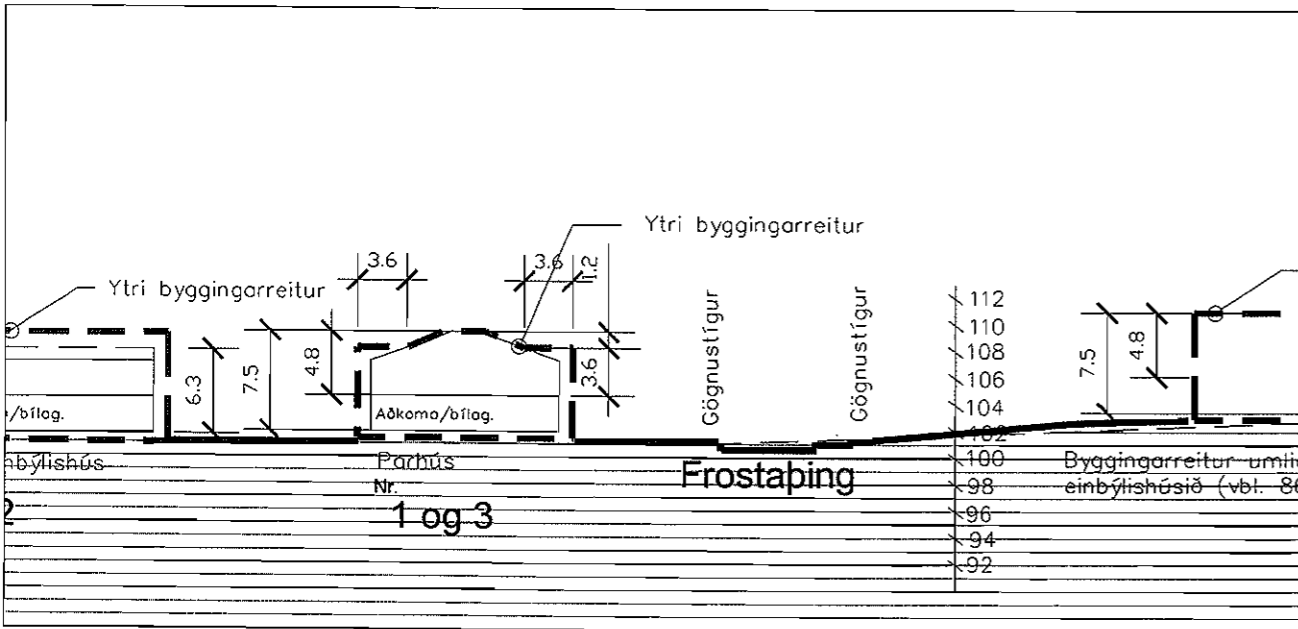 Ytri byggingarreitur
3.6
3.6
1.2
Ytri byggingarreitur
6.3
7.5
4.8
3.6
Aðkoma/bílag.
/bílag.
Gögnustígur
Gögnustígur
112
110
108
106
104
102
100
98
96
94
92
7.5
4.8
Parhús
Nr.
1 og 3
Frostaþing
Byggingarreitur
einbýlishúsið (vbl.